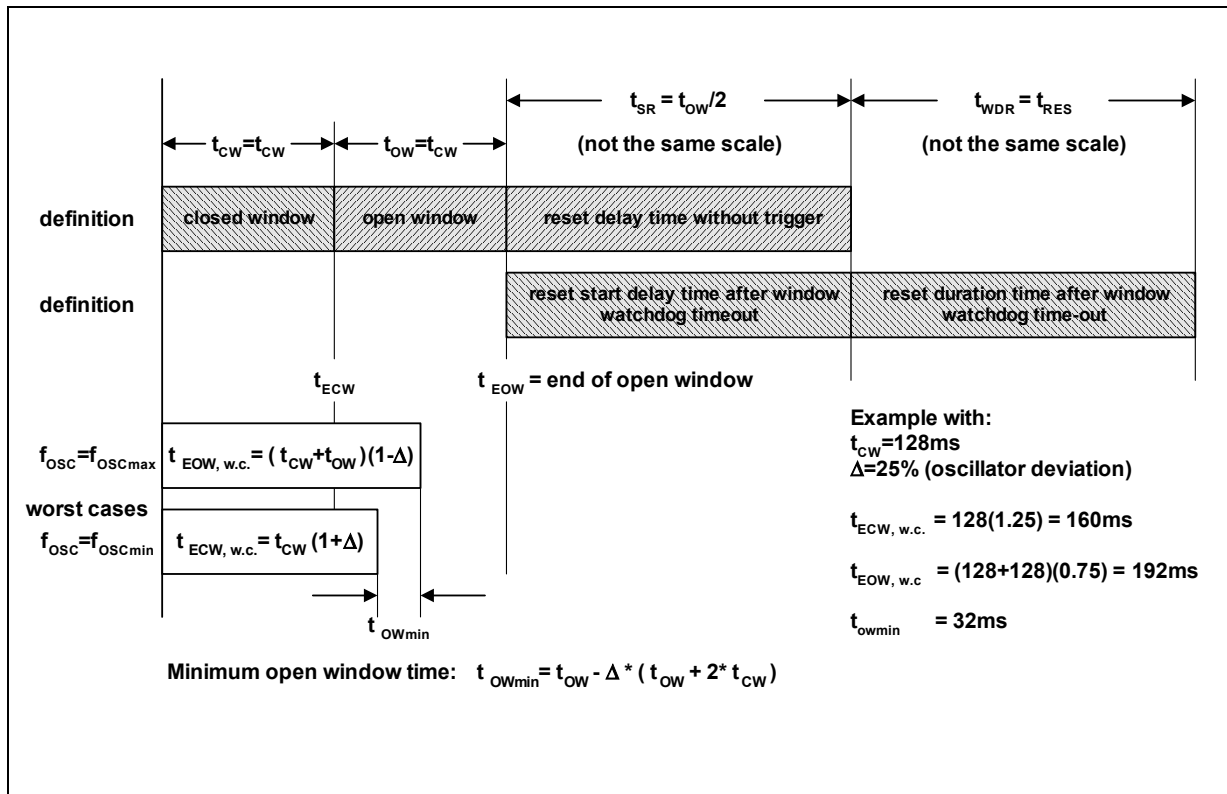 t_SR = t_OW/2
t_WDR = t_RES
t_CW=t_CW
t_OW=t_CW
(not the same scale)
(not the same scale)
definition
closed window
open window
reset delay time without trigger
definition
reset start delay time after window
watchdog timeout
reset duration time after window
watchdog time-out
t_ECW
t_EOW = end of open window
f_OSC=f_OSCmax
t_EOW, w.c.= ( t_CW+t_OW )(1-Δ)
worst cases
f_OSC=f_OSCmin
t_ECW, w.c.= t_CW (1+Δ)
t_OWmin
Example with:
t_CW=128ms
Δ=25% (oscillator deviation)
t_ECW, w.c. = 128(1.25) = 160ms
t_EOW, w.c = (128+128)(0.75) = 192ms
t_owmin = 32ms
Minimum open window time: t_OWmin= t_OW - Δ * ( t_OW + 2* t_CW )